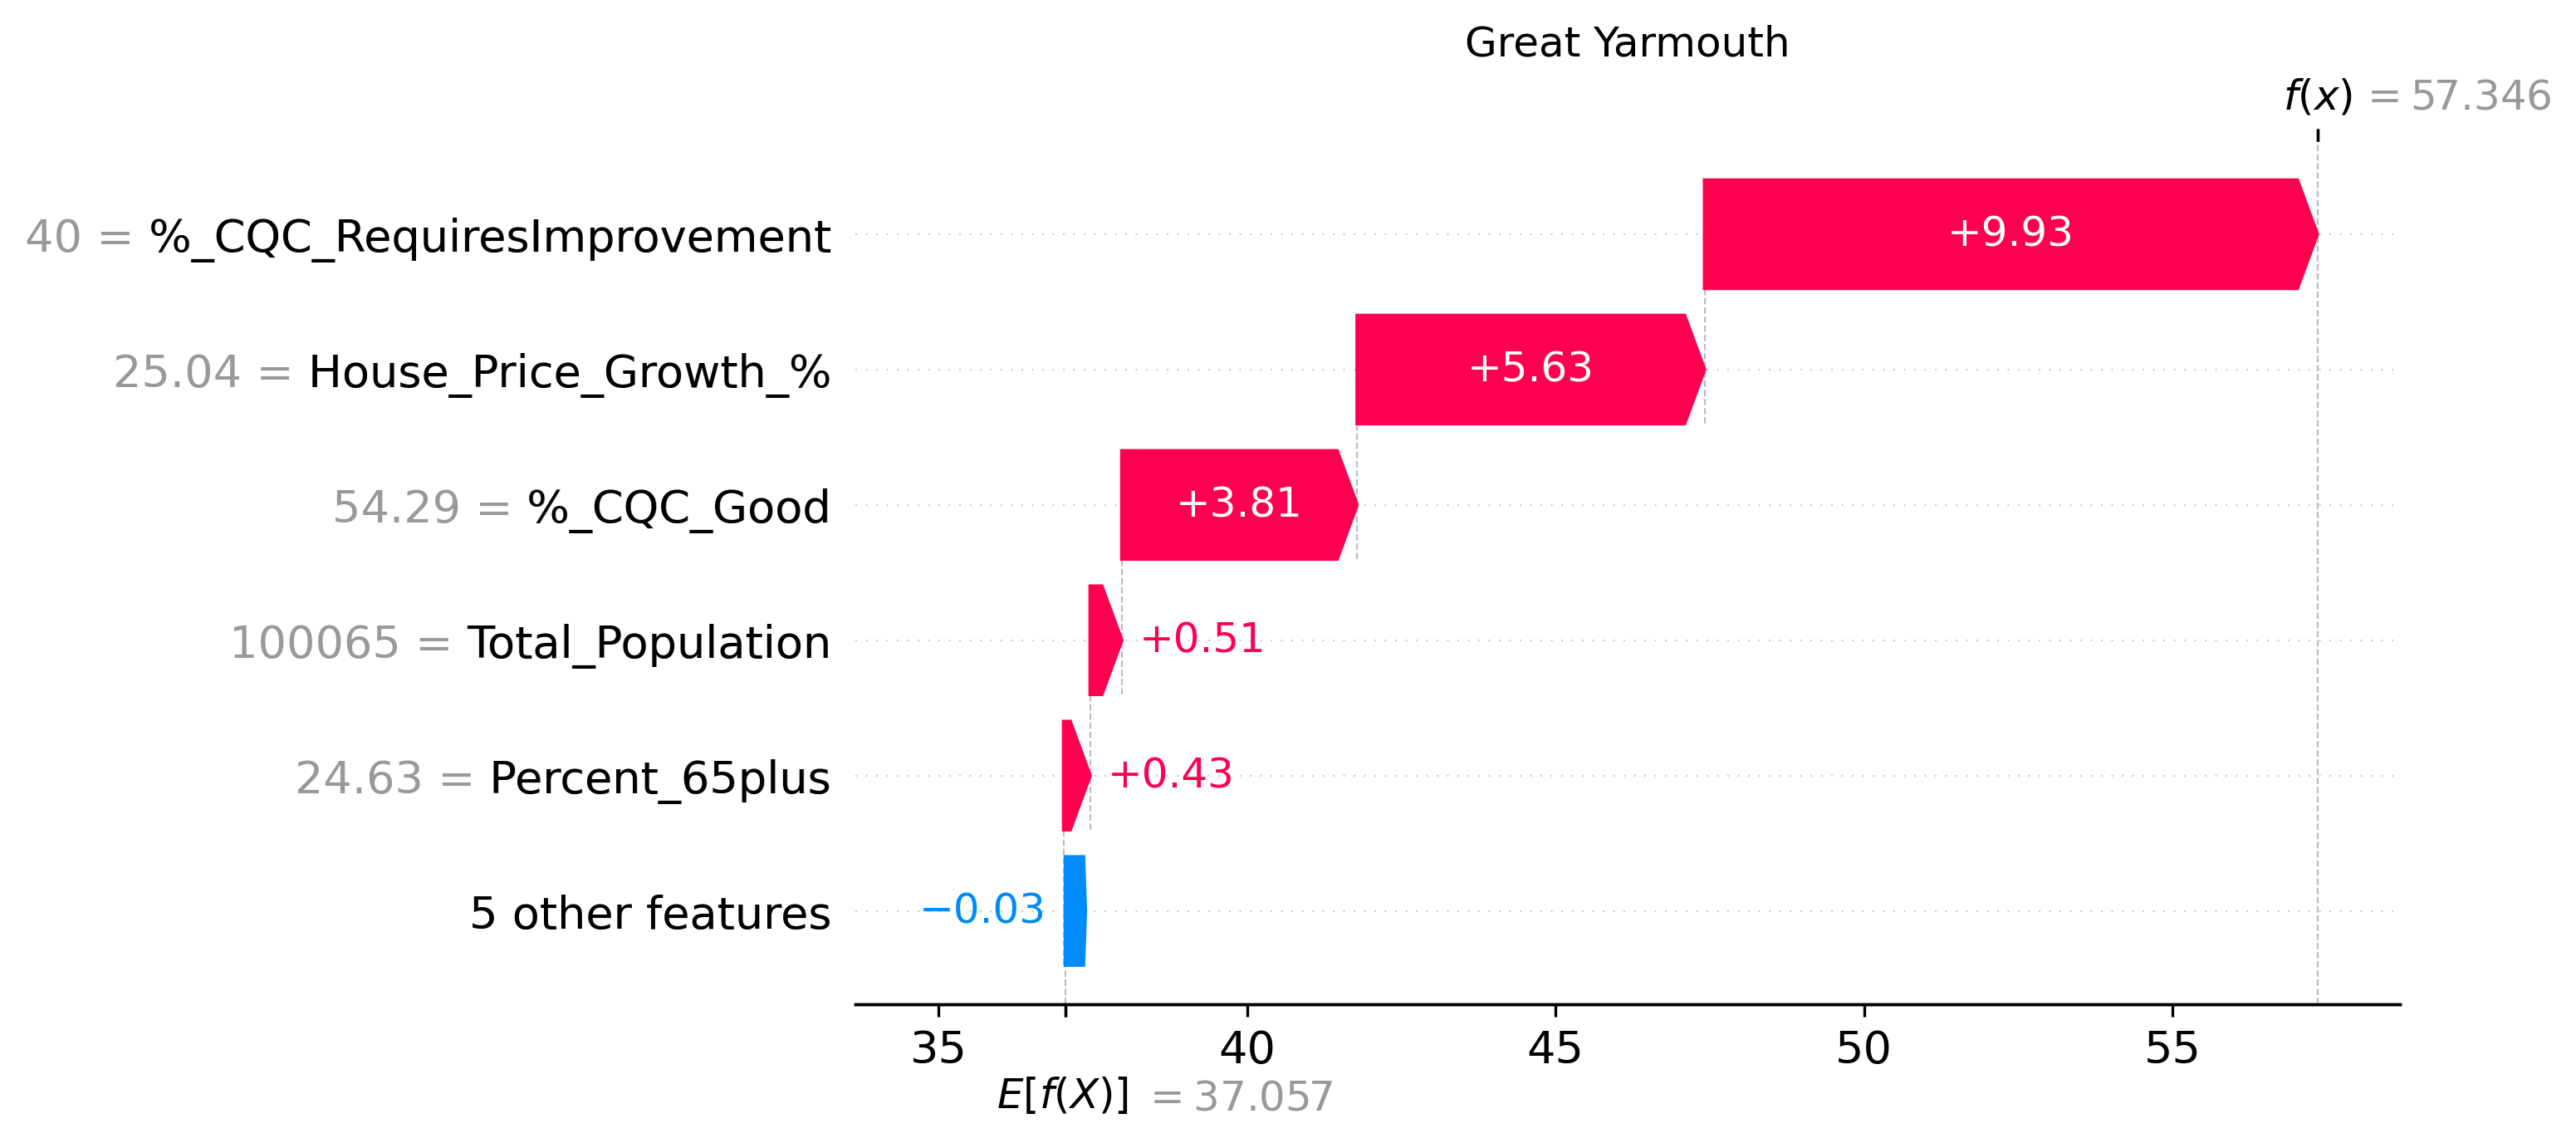 Great Yarmouth
f(x) = 57.346
40 = %_CQC_RequiresImprovement
+9.93
25.04 = House_Price_Growth_%
+5.63
54.29 = %_CQC_Good
+3.81
100065 = Total_Population
+0.51
24.63 = Percent_65plus
+0.43
5 other features
−0.03
35 40 45 50 55
E[f(X)] = 37.057